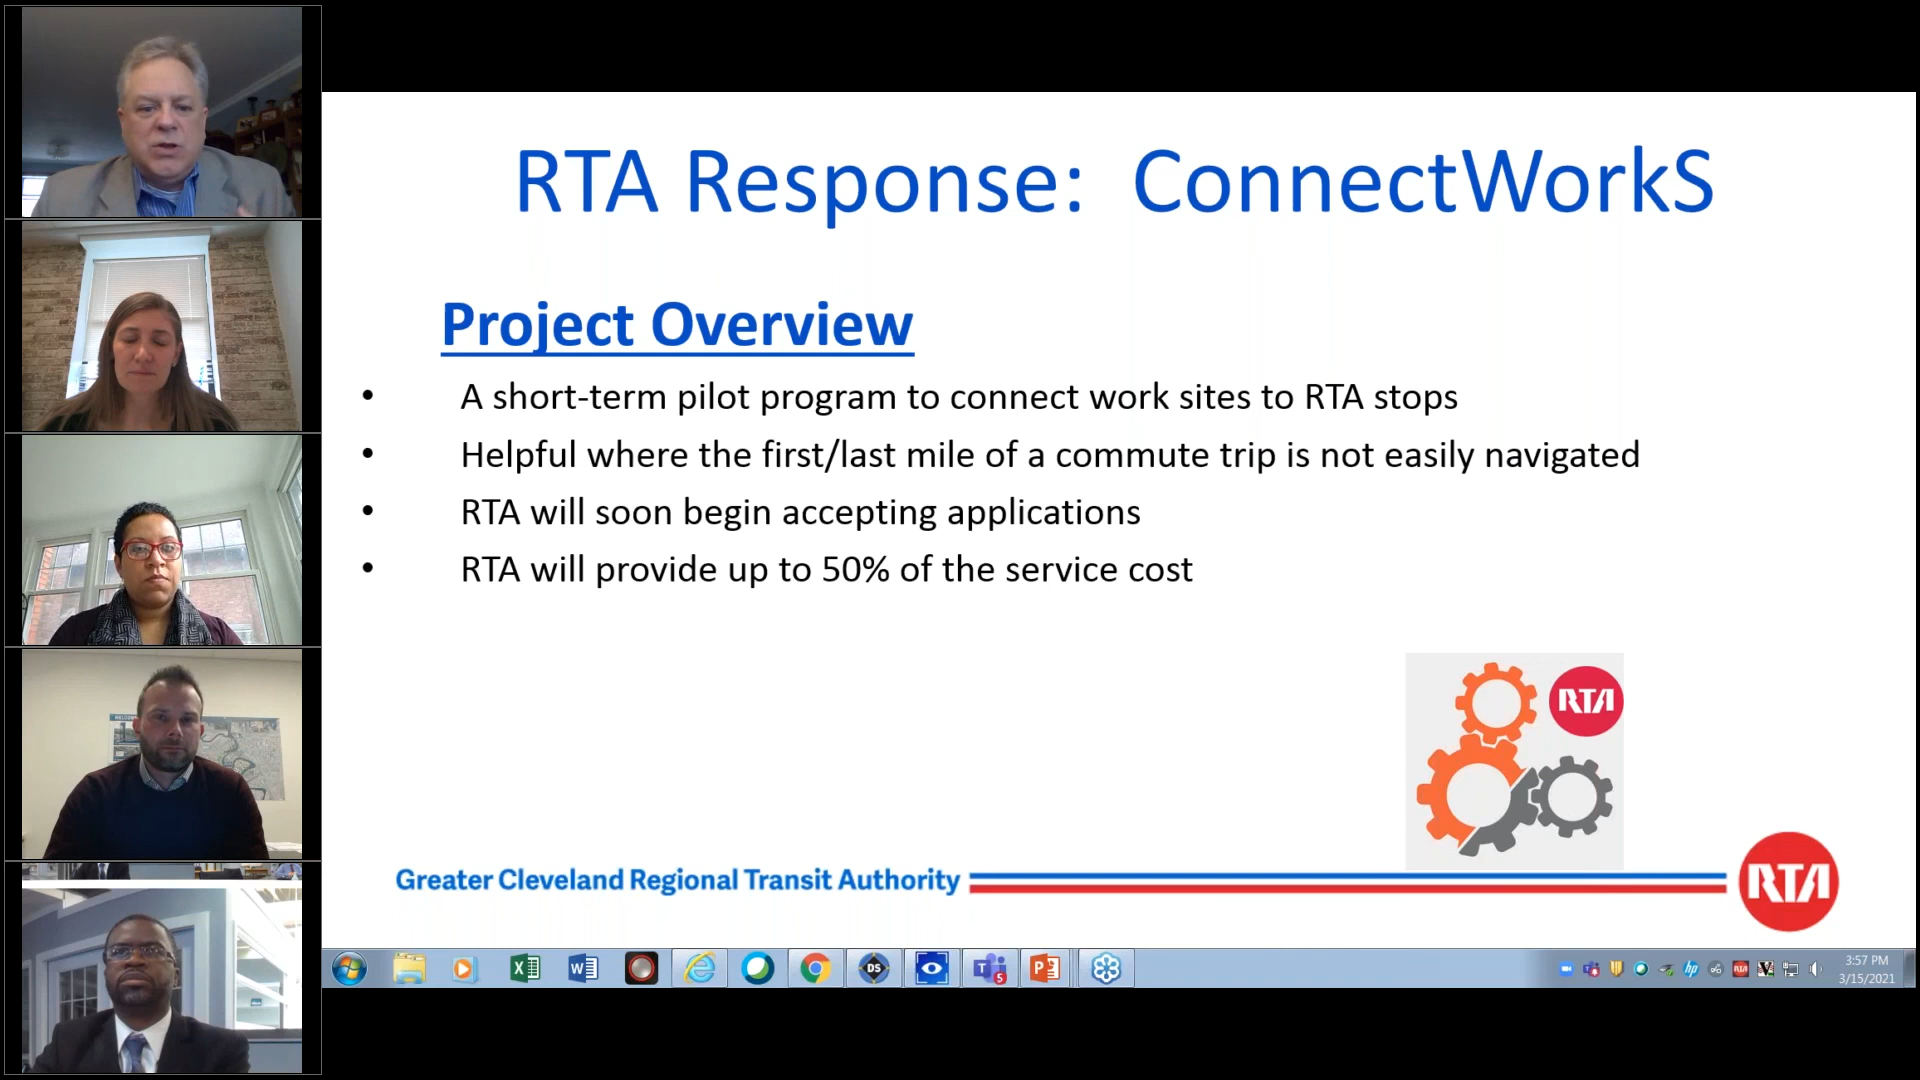 RTA Response: ConnectWorkS
Project Overview
• A short-term pilot program to connect work sites to RTA stops
• Helpful where the first/last mile of a commute trip is not easily navigated
• RTA will soon begin accepting applications
• RTA will provide up to 50% of the service cost
RTA
Greater Cleveland Regional Transit Authority
RTA
DS
5
hp
3:57 PM
3/15/2021